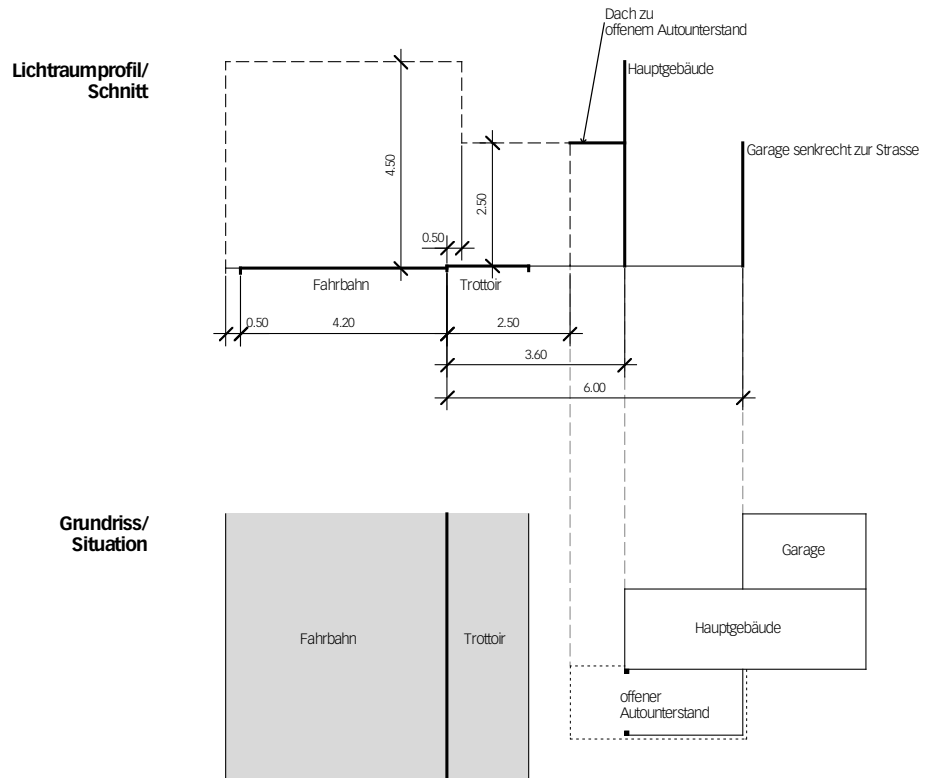 Dach zu
offenem Autounterstand
Lichtraumprofil/
Schnitt
Hauptgebäude
4.50
Garage senkrecht zur Strasse
2.50
0.50
Fahrbahn
Trottoir
0.50
4.20
2.50
3.60
6.00
Grundriss/
Situation
Garage
Hauptgebäude
Fahrbahn
Trottoir
offener
Autounterstand